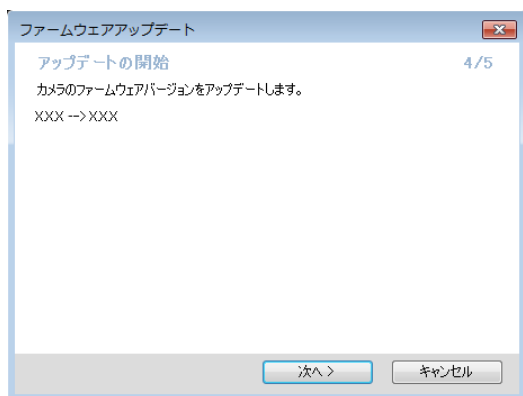 ファームウェアアップデート
アップデートの開始 4/5
カメラのファームウェアバージョンをアップデートします。
XXX -->XXX
次へ >
キャンセル